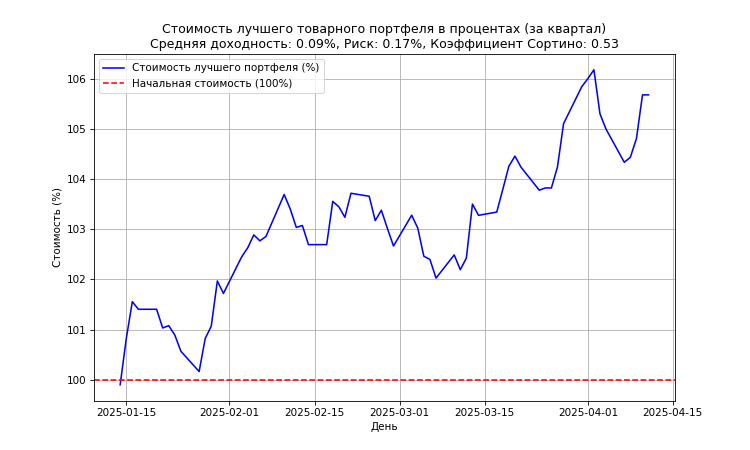 Стоимость лучшего товарного портфеля в процентах (за квартал)
Средняя доходность: 0.09%, Риск: 0.17%, Коэффициент Сортино: 0.53
Стоимость лучшего портфеля (%)
Начальная стоимость (100%)
Стоимость (%)
106
105
104
103
102
101
100
2025-01-15
2025-02-01
2025-02-15
2025-03-01
2025-03-15
2025-04-01
2025-04-15
День